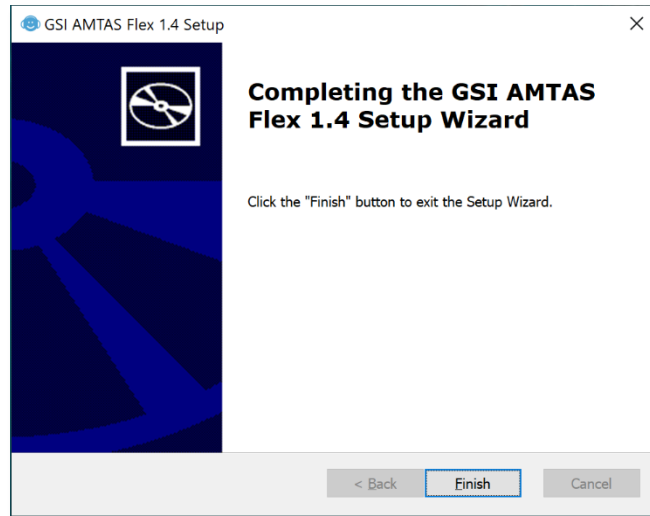 GSI AMTAS Flex 1.4 Setup
Completing the GSI AMTAS
Flex 1.4 Setup Wizard
Click the "Finish" button to exit the Setup Wizard.
< Back Finish Cancel